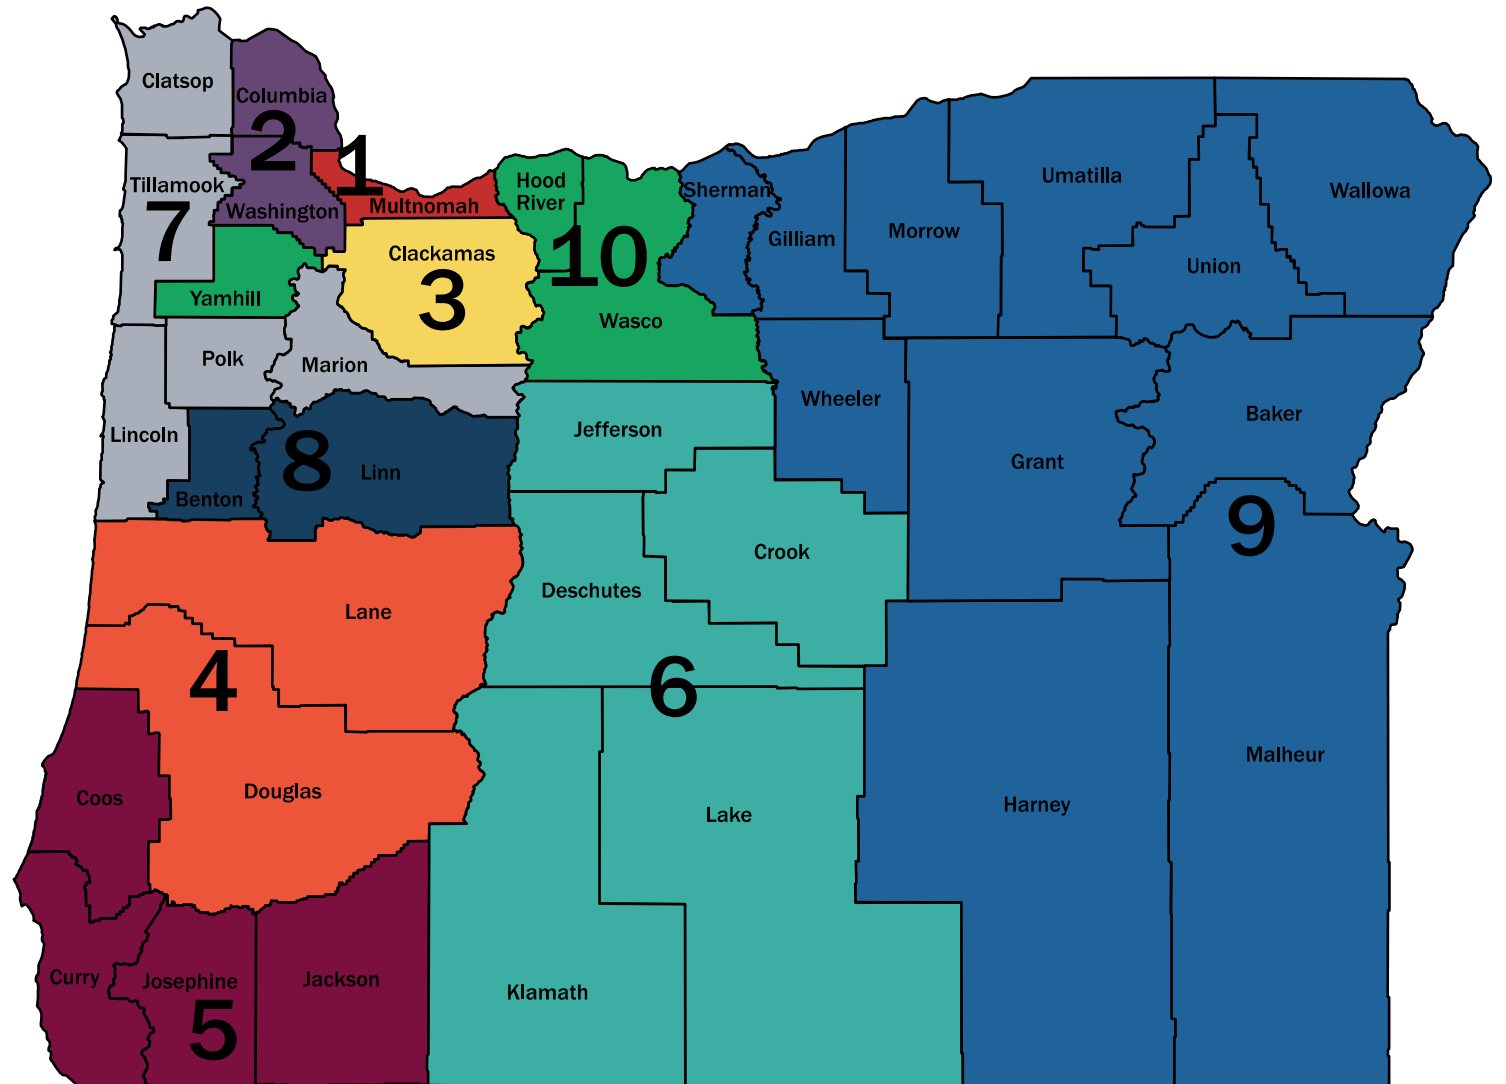 Clatsop
Columbia
2
1
Tillamook
Washington
Multnomah
7
Hood
River
Sherman
Gilliam
Morrow
Umatilla
Wallowa
Union
Clackamas
3
10
Yamhill
Wasco
Polk
Marion
Wheeler
Lincoln
Jefferson
Baker
8
Linn
Grant
Benton
9
Crook
Deschutes
Lane
4
6
Malheur
Coos
Douglas
Lake
Harney
Curry
Josephine
Jackson
Klamath
5